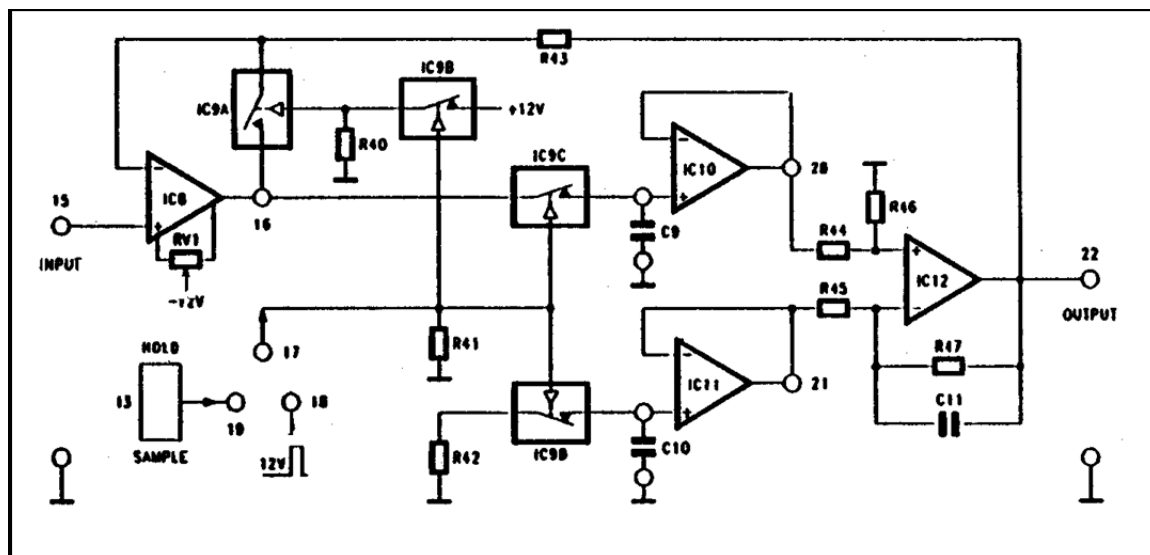 R43
IC9B
IC9A
+12V
R40
IC9C
15
INPUT
−
+
IC8
RV1
−12V
16
−
+
IC10
20
C9
R46
R44
R45
+
−
IC12
22
OUTPUT
R47
C11
17
R41
HOLD
13
SAMPLE
19
18
12V
R42
IC9D
−
+
IC11
21
C10